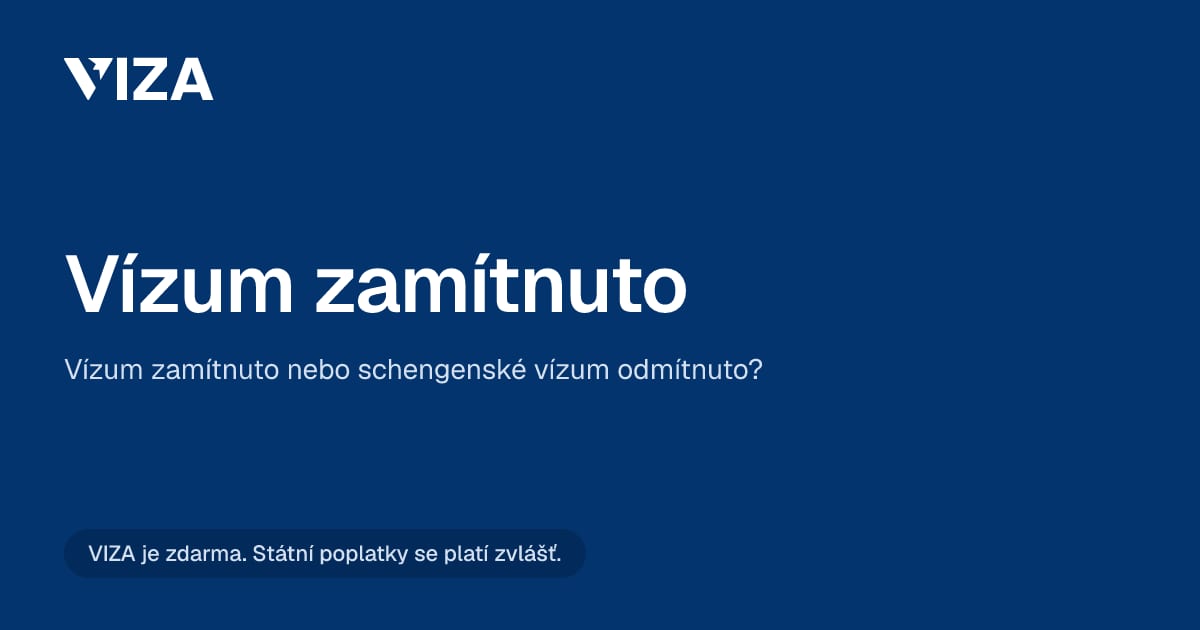 VIZA
Vízum zamítnuto
Vízum zamítnuto nebo schengenské vízum odmítnuto?
VIZA je zdarma. Státní poplatky se platí zvlášť.